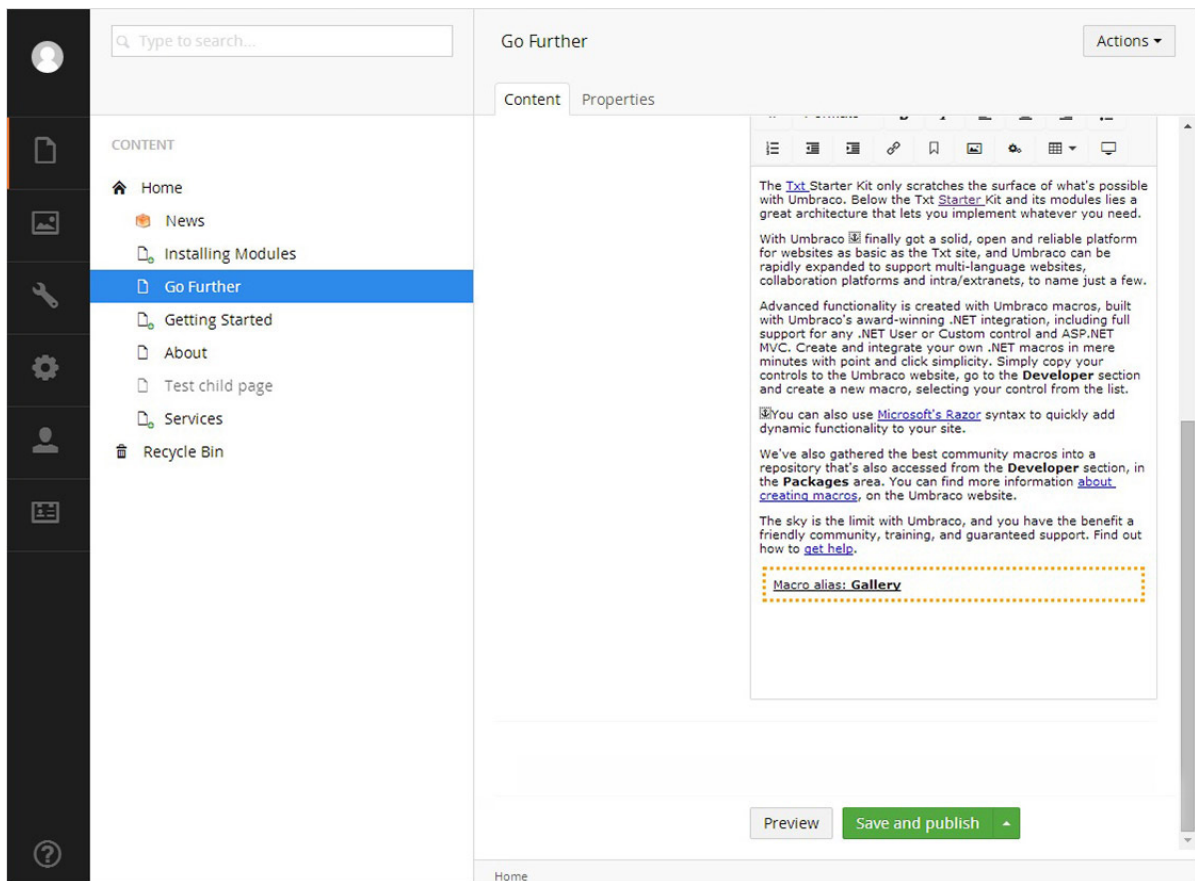 Type to search...
Go Further
Actions
Content Properties
CONTENT
Home
News
Installing Modules
Go Further
Getting Started
About
Test child page
Services
Recycle Bin
The Txt Starter Kit only scratches the surface of what's possible
with Umbraco. Below the Txt Starter Kit and its modules lies a
great architecture that lets you implement whatever you need.
With Umbraco finally got a solid, open and reliable platform
for websites as basic as the Txt site, and Umbraco can be
rapidly expanded to support multi-language websites,
collaboration platforms and intra/extranets, to name just a few.
Advanced functionality is created with Umbraco macros, built
with Umbraco's award-winning .NET integration, including full
support for any .NET User or Custom control and ASP.NET
MVC. Create and integrate your own .NET macros in mere
minutes with point and click simplicity. Simply copy your
controls to the Umbraco website, go to the Developer section
and create a new macro, selecting your control from the list.
You can also use Microsoft's Razor syntax to quickly add
dynamic functionality to your site.
We've also gathered the best community macros into a
repository that's also accessed from the Developer section, in
the Packages area. You can find more information about
creating macros, on the Umbraco website.
The sky is the limit with Umbraco, and you have the benefit a
friendly community, training, and guaranteed support. Find out
how to get help.
Macro alias: Gallery
Preview
Save and publish
Home